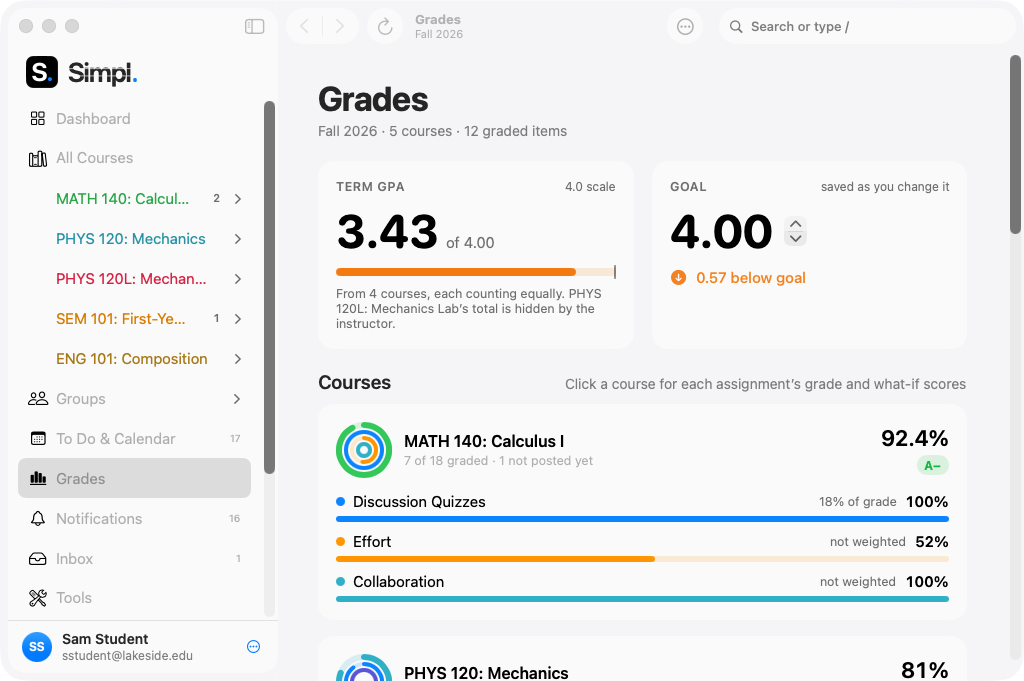 Grades
Fall 2026
Search or type /
S.
Simpl.
Dashboard
All Courses
MATH 140: Calcul... 2
PHYS 120: Mechanics
PHYS 120L: Mechan...
SEM 101: First-Ye... 1
ENG 101: Composition
Groups
To Do & Calendar 17
Grades
Notifications 16
Inbox 1
Tools
SS
Sam Student
sstudent@lakeside.edu
Grades
Fall 2026 · 5 courses · 12 graded items
TERM GPA 4.0 scale
3.43 of 4.00
From 4 courses, each counting equally. PHYS
120L: Mechanics Lab's total is hidden by the
instructor.
GOAL saved as you change it
4.00
0.57 below goal
Courses Click a course for each assignment's grade and what-if scores
MATH 140: Calculus I 92.4%
7 of 18 graded · 1 not posted yet A−
Discussion Quizzes 18% of grade 100%
Effort not weighted 52%
Collaboration not weighted 100%
PHYS 120: Mechanics 81%